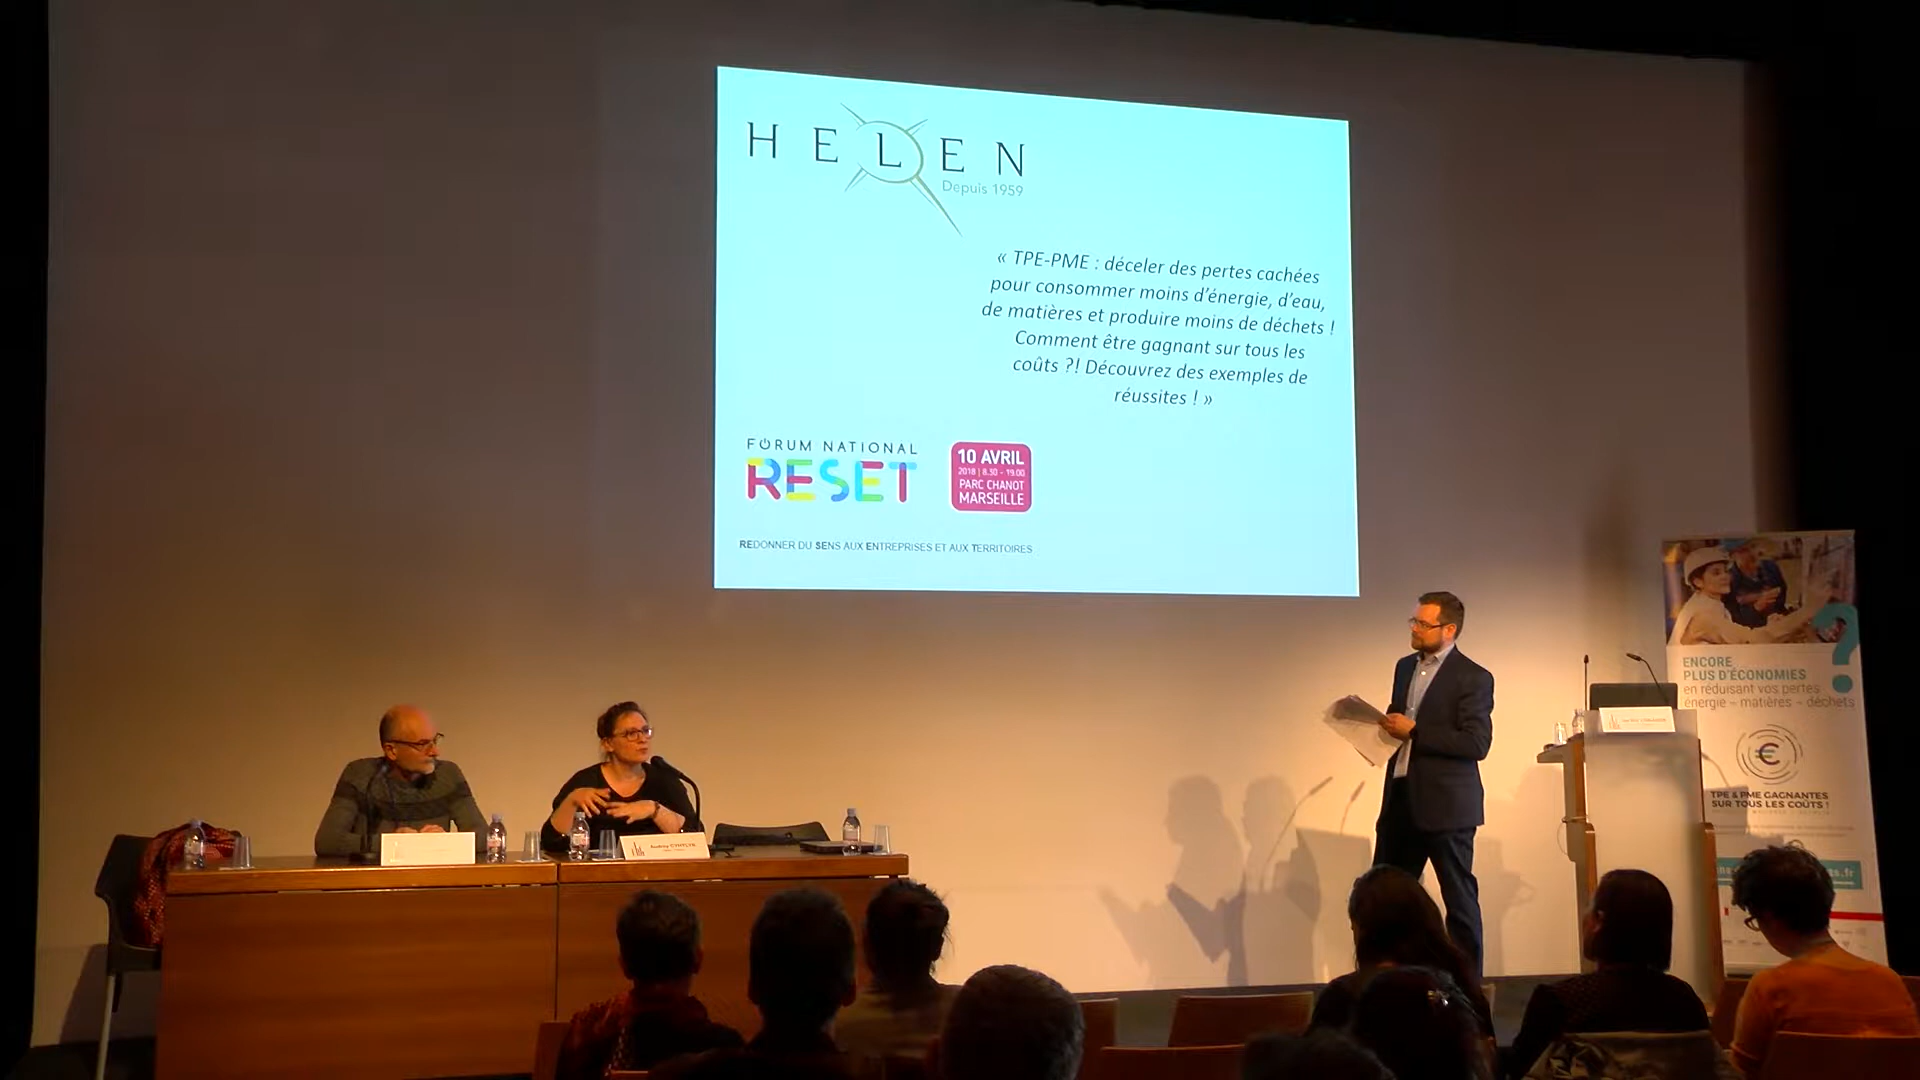 HELEN
Depuis 1959
« TPE-PME : déceler des pertes cachées
pour consommer moins d'énergie, d'eau,
de matières et produire moins de déchets !
Comment être gagnant sur tous les
coûts ?! Découvrez des exemples de
réussites ! »
FORUM NATIONAL
RESET
10 AVRIL
2018 | 8.30 - 19.00
PARC CHANOT
MARSEILLE
REDONNER DU SENS AUX ENTREPRISES ET AUX TERRITOIRES
ENCORE
PLUS D'ÉCONOMIES
?
en réduisant vos pertes
énergie – matières – déchets
€
TPE & PME GAGNANTES
SUR TOUS LES COÛTS !
Audrey